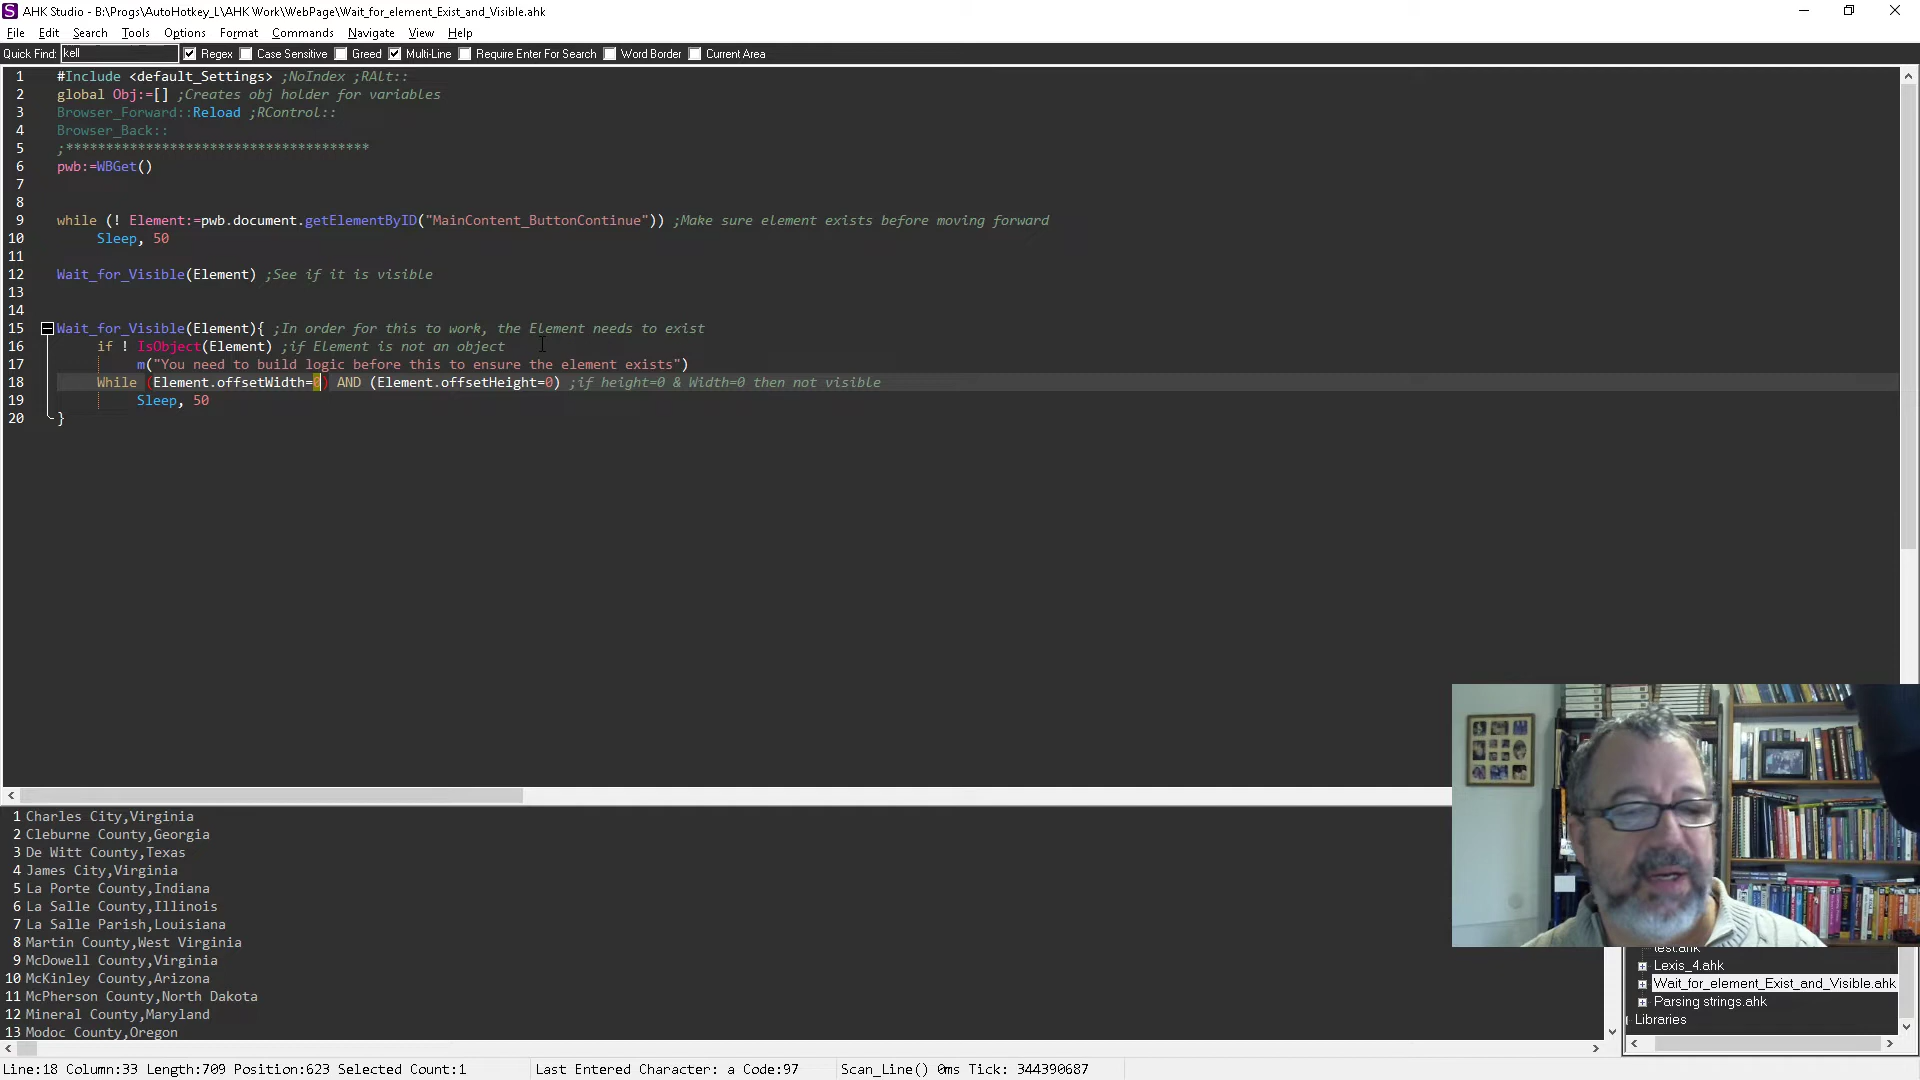 AHK Studio - B:\Progs\AutoHotkey_L\AHK Work\WebPage\Wait_for_element_Exist_and_Visible.ahk
File Edit Search Tools Options Format Commands Navigate View Help
Quick Find: kell Regex Case Sensitive Greed Multi-Line Require Enter For Search Word Border Current Area
1 #Include <default_Settings> ;NoIndex ;RAlt::
2 global Obj:=[] ;Creates obj holder for variables
3 Browser_Forward::Reload ;RControl::
4 Browser_Back::
5 ;**************************************
6 pwb:=WBGet()
7
8
9 while (! Element:=pwb.document.getElementByID("MainContent_ButtonContinue")) ;Make sure element exists before moving forward
10 Sleep, 50
11
12 Wait_for_Visible(Element) ;See if it is visible
13
14
15 Wait_for_Visible(Element){ ;In order for this to work, the Element needs to exist
16 if ! IsObject(Element) ;if Element is not an object
17 m("You need to build logic before this to ensure the element exists")
18 While (Element.offsetWidth=0) AND (Element.offsetHeight=0) ;if height=0 & Width=0 then not visible
19 Sleep, 50
20 }
1 Charles City,Virginia
2 Cleburne County,Georgia
3 De Witt County,Texas
4 James City,Virginia
5 La Porte County,Indiana
6 La Salle County,Illinois
7 La Salle Parish,Louisiana
8 Martin County,West Virginia
9 McDowell County,Virginia
10 McKinley County,Arizona
11 McPherson County,North Dakota
12 Mineral County,Maryland
13 Modoc County,Oregon
test.ahk
Lexis_4.ahk
Wait_for_element_Exist_and_Visible.ahk
Parsing strings.ahk
Libraries
Line:18 Column:33 Length:709 Position:623 Selected Count:1 Last Entered Character: a Code:97 Scan_Line() 0ms Tick: 344390687